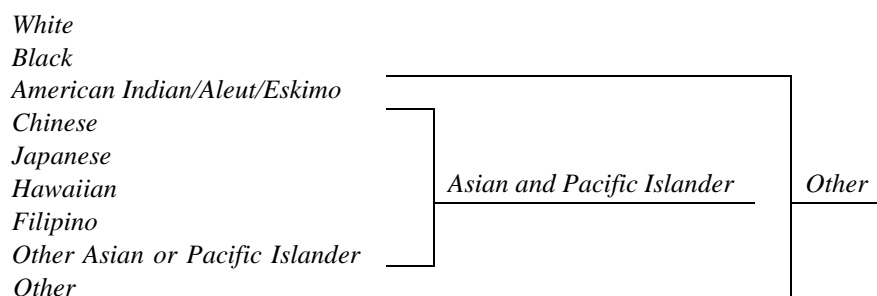 White
Black
American Indian/Aleut/Eskimo
Chinese
Japanese
Hawaiian
Asian and Pacific Islander
Other
Filipino
Other Asian or Pacific Islander
Other